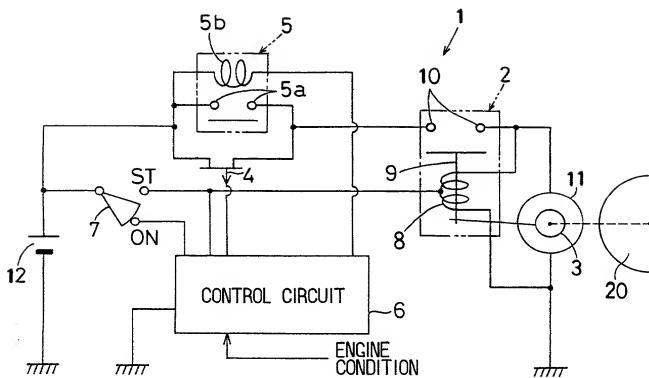 5b
5
1
5a
10
2
4
9
ST
11
7
ON
8
12
3
20
CONTROL CIRCUIT
6
ENGINE
CONDITION